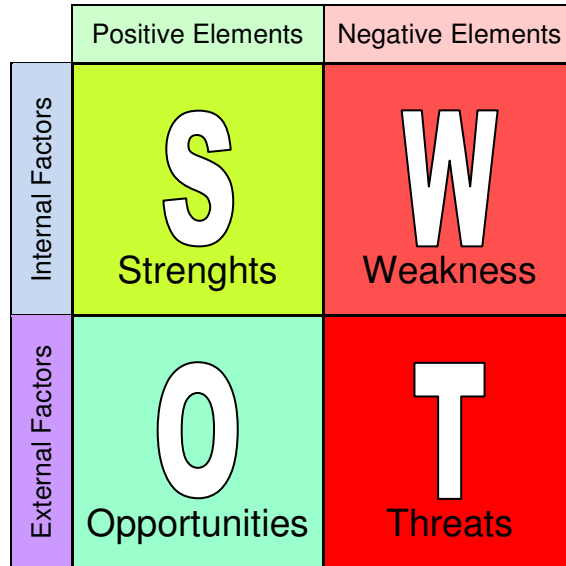 Positive Elements
Negative Elements
Internal Factors
S
Strenghts
W
Weakness
External Factors
O
Opportunities
T
Threats